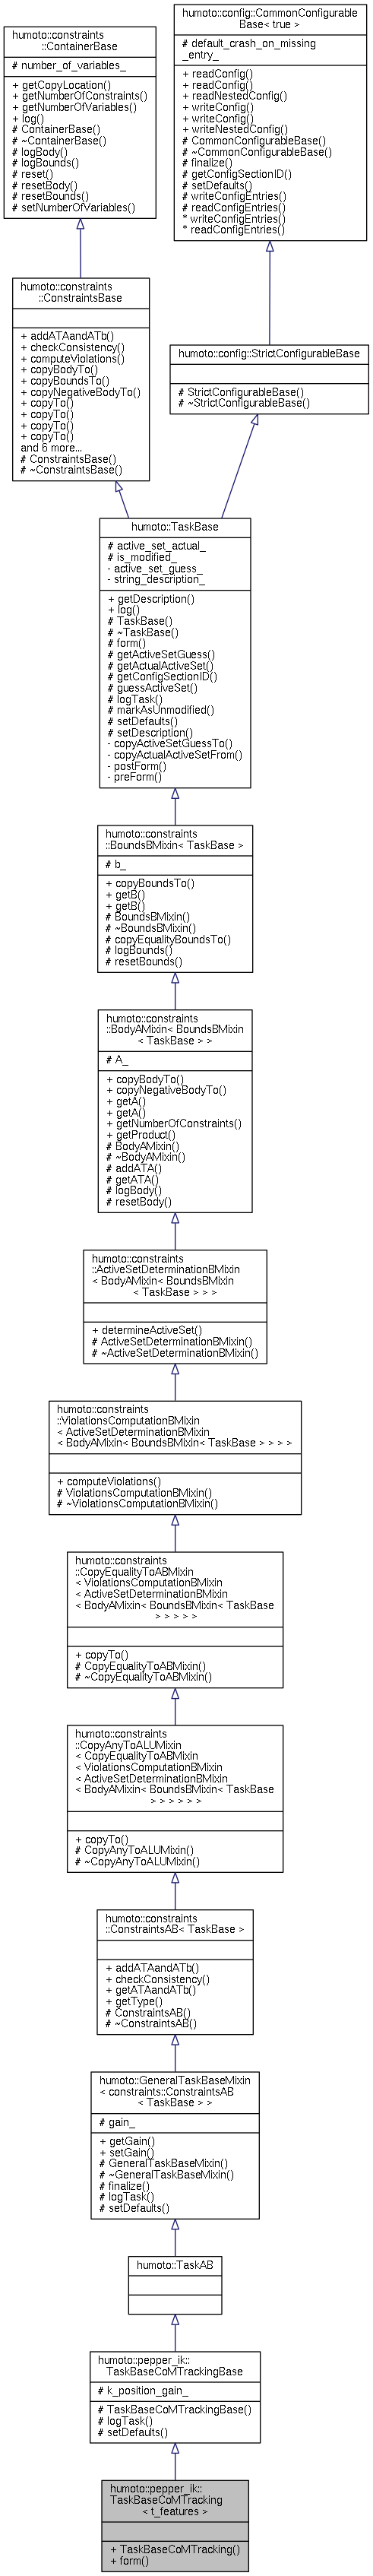 humoto::constraints
::ContainerBase
# number_of_variables_
+ getCopyLocation()
+ getNumberOfConstraints()
+ getNumberOfVariables()
+ log()
# ContainerBase()
# ~ContainerBase()
# logBody()
# logBounds()
# reset()
# resetBody()
# resetBounds()
# setNumberOfVariables()
humoto::config::CommonConfigurable
Base< true >
# default_crash_on_missing
_entry_
+ readConfig()
+ readConfig()
+ readNestedConfig()
+ writeConfig()
+ writeConfig()
+ writeNestedConfig()
# CommonConfigurableBase()
# ~CommonConfigurableBase()
# finalize()
# getConfigSectionID()
# setDefaults()
# writeConfigEntries()
# readConfigEntries()
* writeConfigEntries()
* readConfigEntries()
humoto::constraints
::ConstraintsBase
+ addATAandATb()
+ checkConsistency()
+ computeViolations()
+ copyBodyTo()
+ copyBoundsTo()
+ copyNegativeBodyTo()
+ copyTo()
+ copyTo()
+ copyTo()
+ copyTo()
and 6 more...
# ConstraintsBase()
# ~ConstraintsBase()
humoto::config::StrictConfigurableBase
# StrictConfigurableBase()
# ~StrictConfigurableBase()
humoto::TaskBase
# active_set_actual_
# is_modified_
- active_set_guess_
- string_description_
+ getDescription()
+ log()
# TaskBase()
# ~TaskBase()
# form()
# getActiveSetGuess()
# getActualActiveSet()
# getConfigSectionID()
# guessActiveSet()
# logTask()
# markAsUnmodified()
# setDefaults()
# setDescription()
- copyActiveSetGuessTo()
- copyActualActiveSetFrom()
- postForm()
- preForm()
humoto::constraints
::BoundsBMixin< TaskBase >
# b_
+ copyBoundsTo()
+ getB()
+ getB()
# BoundsBMixin()
# ~BoundsBMixin()
# copyEqualityBoundsTo()
# logBounds()
# resetBounds()
humoto::constraints
::BodyAMixin< BoundsBMixin
< TaskBase > >
# A_
+ copyBodyTo()
+ copyNegativeBodyTo()
+ getA()
+ getA()
+ getNumberOfConstraints()
+ getProduct()
# BodyAMixin()
# ~BodyAMixin()
# addATA()
# getATA()
# logBody()
# resetBody()
humoto::constraints
::ActiveSetDeterminationBMixin
< BodyAMixin< BoundsBMixin
< TaskBase > > >
+ determineActiveSet()
# ActiveSetDeterminationBMixin()
# ~ActiveSetDeterminationBMixin()
humoto::constraints
::ViolationsComputationBMixin
< ActiveSetDeterminationBMixin
< BodyAMixin< BoundsBMixin< TaskBase > > > >
+ computeViolations()
# ViolationsComputationBMixin()
# ~ViolationsComputationBMixin()
humoto::constraints
::CopyEqualityToABMixin
< ViolationsComputationBMixin
< ActiveSetDeterminationBMixin
< BodyAMixin< BoundsBMixin< TaskBase
> > > > >
+ copyTo()
# CopyEqualityToABMixin()
# ~CopyEqualityToABMixin()
humoto::constraints
::CopyAnyToALUMixin
< CopyEqualityToABMixin
< ViolationsComputationBMixin
< ActiveSetDeterminationBMixin
< BodyAMixin< BoundsBMixin< TaskBase
> > > > > >
+ copyTo()
# CopyAnyToALUMixin()
# ~CopyAnyToALUMixin()
humoto::constraints
::ConstraintsAB< TaskBase >
+ addATAandATb()
+ checkConsistency()
+ getATAandATb()
+ getType()
# ConstraintsAB()
# ~ConstraintsAB()
humoto::GeneralTaskBaseMixin
< constraints::ConstraintsAB
< TaskBase > >
# gain_
+ getGain()
+ setGain()
# GeneralTaskBaseMixin()
# ~GeneralTaskBaseMixin()
# finalize()
# logTask()
# setDefaults()
humoto::TaskAB
humoto::pepper_ik::
TaskBaseCoMTrackingBase
# k_position_gain_
# TaskBaseCoMTrackingBase()
# logTask()
# setDefaults()
humoto::pepper_ik::
TaskBaseCoMTracking
< t_features >
+ TaskBaseCoMTracking()
+ form()